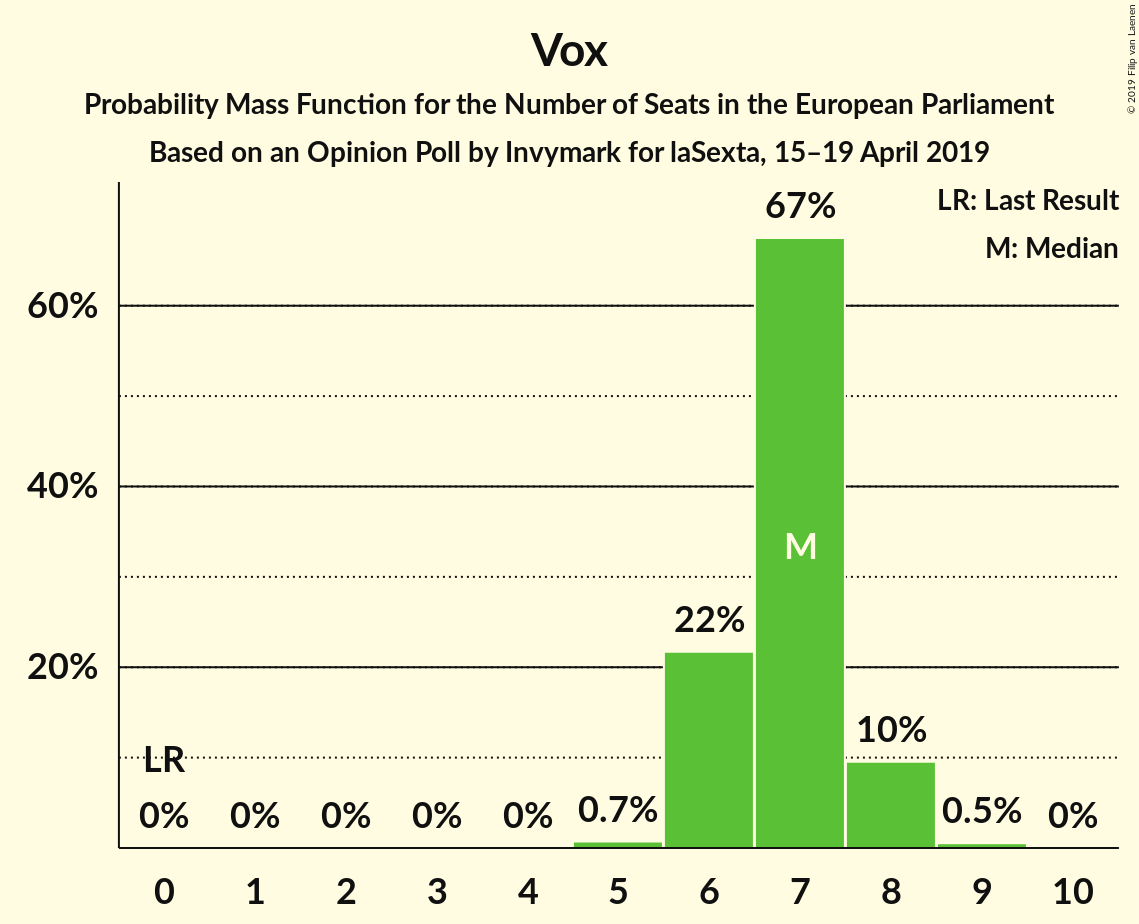 Vox
Probability Mass Function for the Number of Seats in the European Parliament
Based on an Opinion Poll by Invymark for laSexta, 15–19 April 2019
© 2019 Filip van Laenen
LR: Last Result
M: Median
67%
60%
40%
M
22%
20%
10%
LR
0% 0% 0% 0% 0% 0.7% 0.5% 0%
0 1 2 3 4 5 6 7 8 9 10